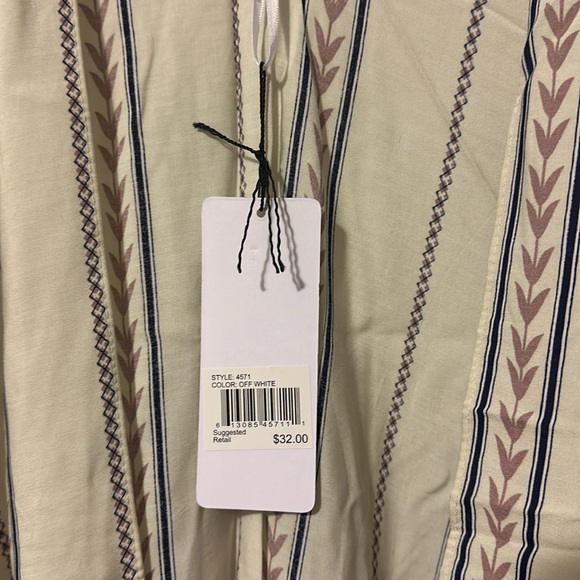 STYLE: 4571
COLOR: OFF WHITE
6 13085 45711 1
Suggested
Retail
$32.00